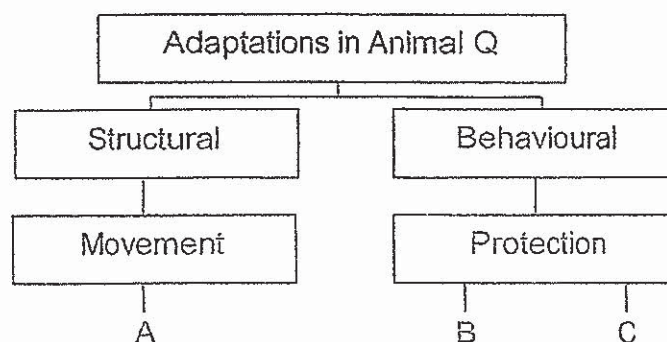 Adaptations in Animal Q
Structural
Behavioural
Movement
Protection
A
B
C